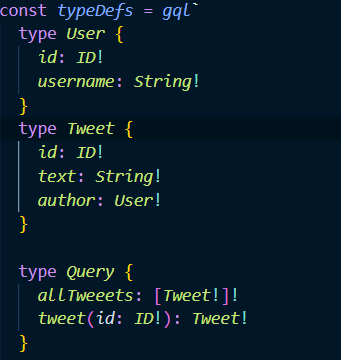 const typeDefs = gql`
type User {
id: ID!
username: String!
}
type Tweet {
id: ID!
text: String!
author: User!
}
type Query {
allTweeets: [Tweet!]!
tweet(id: ID!): Tweet!
}